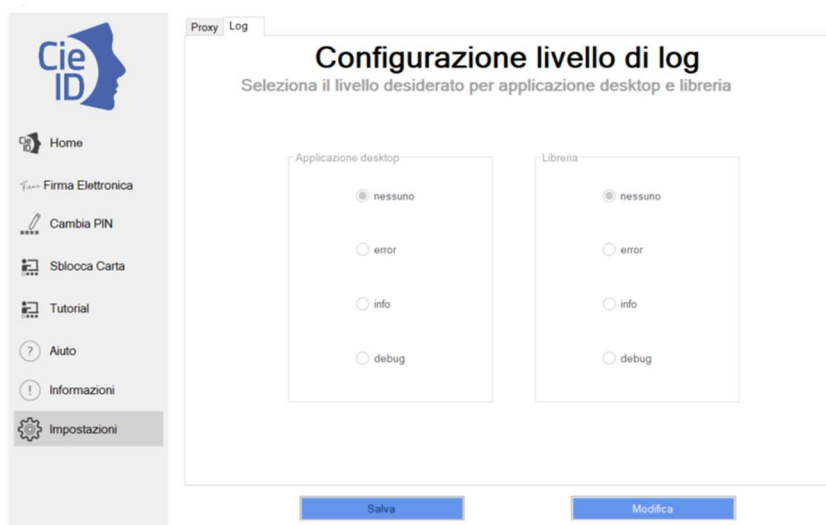 Cie
ID
Home
Firma Elettronica
Cambia PIN
Sblocca Carta
Tutorial
Aiuto
Informazioni
Impostazioni
Proxy Log
Configurazione livello di log
Seleziona il livello desiderato per applicazione desktop e libreria
Applicazione desktop
nessuno
error
info
debug
Libreria
nessuno
error
info
debug
Salva
Modifica